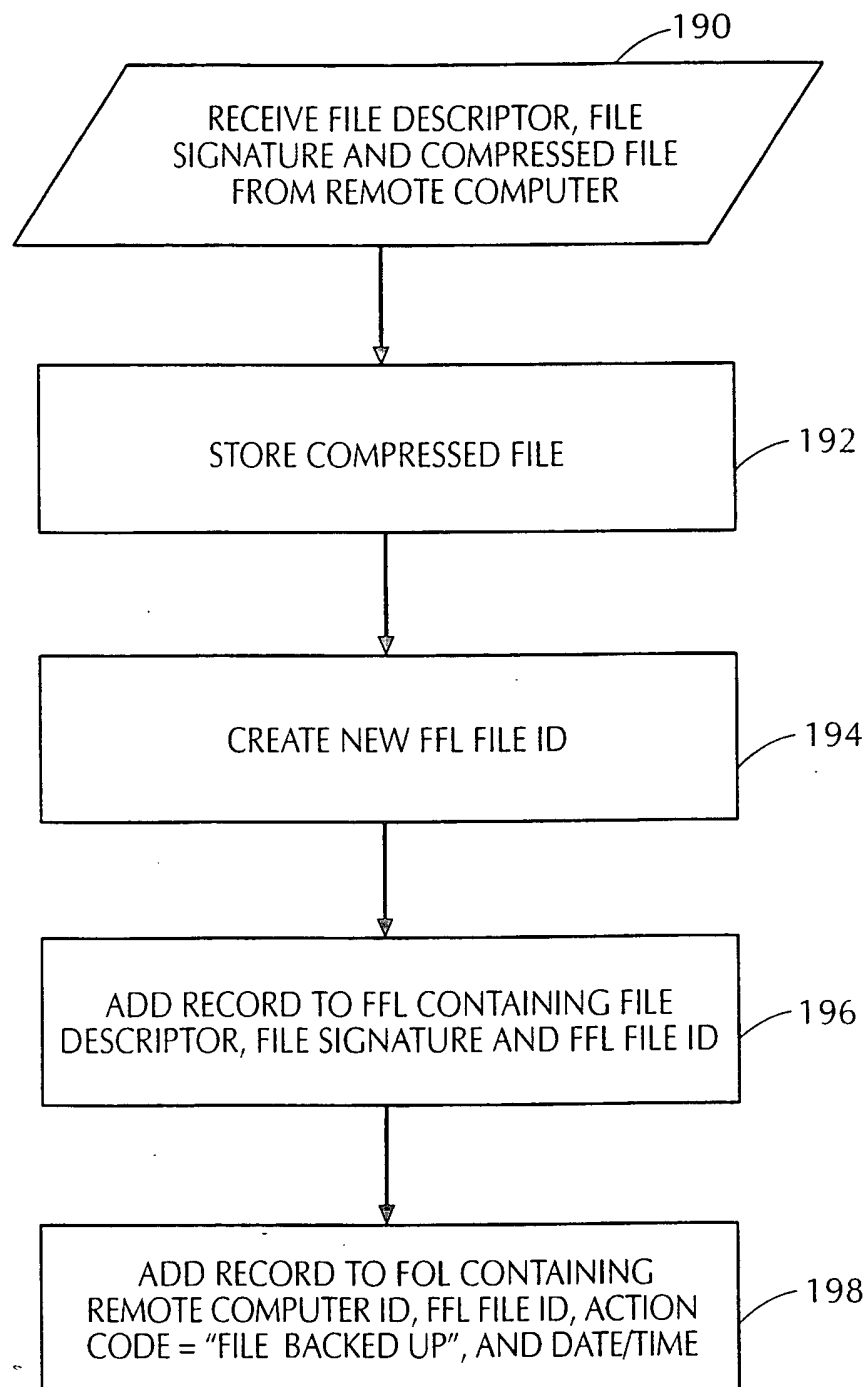 190
RECEIVE FILE DESCRIPTOR, FILE
SIGNATURE AND COMPRESSED FILE
FROM REMOTE COMPUTER
STORE COMPRESSED FILE
192
CREATE NEW FFL FILE ID
194
ADD RECORD TO FFL CONTAINING FILE
DESCRIPTOR, FILE SIGNATURE AND FFL FILE ID
196
ADD RECORD TO FOL CONTAINING
REMOTE COMPUTER ID, FFL FILE ID, ACTION
CODE = "FILE BACKED UP", AND DATE/TIME
198